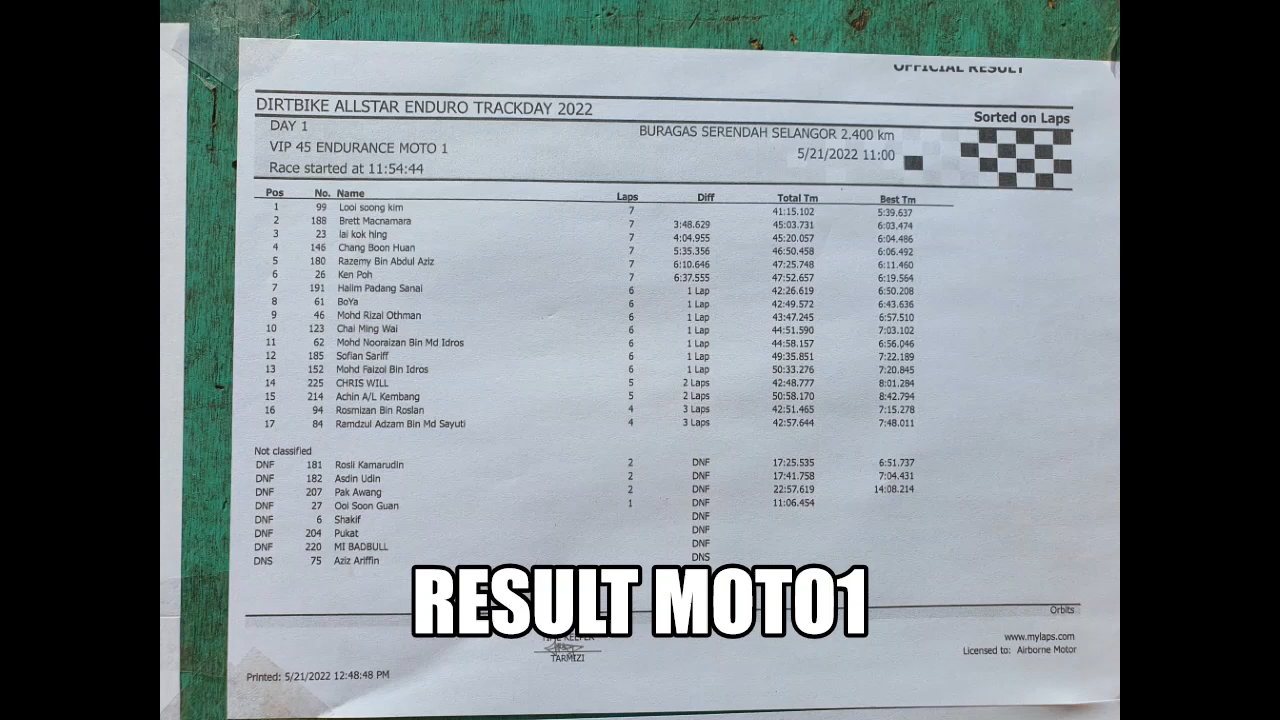 OFFICIAL RESULT
DIRTBIKE ALLSTAR ENDURO TRACKDAY 2022
Sorted on Laps
DAY 1
BURAGAS SERENDAH SELANGOR 2.400 km
VIP 45 ENDURANCE MOTO 1
5/21/2022 11:00
Race started at 11:54:44
Pos No. Name Laps Diff Total Tm Best Tm
1 99 Looi soong kim 7 41:15.102 5:39.637
2 188 Brett Macnamara 7 3:48.629 45:03.731 6:03.474
3 23 lai kok hing 7 4:04.955 45:20.057 6:04.486
4 146 Chang Boon Huan 7 5:35.356 46:50.458 6:06.492
5 180 Razemy Bin Abdul Aziz 7 6:10.646 47:25.748 6:11.460
6 26 Ken Poh 7 6:37.555 47:52.657 6:19.564
7 191 Halim Padang Sanai 6 1 Lap 42:26.619 6:50.208
8 61 BoYa 6 1 Lap 42:49.572 6:43.636
9 46 Mohd Rizal Othman 6 1 Lap 43:47.245 6:57.510
10 123 Chai Ming Wai 6 1 Lap 44:51.590 7:03.102
11 62 Mohd Nooraizan Bin Md Idros 6 1 Lap 44:58.157 6:56.046
12 185 Sofian Sariff 6 1 Lap 49:35.851 7:22.189
13 152 Mohd Faizol Bin Idros 6 1 Lap 50:33.276 7:20.845
14 225 CHRIS WILL 5 2 Laps 42:48.777 8:01.284
15 214 Achin A/L Kembang 5 2 Laps 50:58.170 8:42.794
16 94 Rosmizan Bin Roslan 4 3 Laps 42:51.465 7:15.278
17 84 Ramdzul Adzam Bin Md Sayuti 4 3 Laps 42:57.644 7:48.011
Not classified
DNF 181 Rosli Kamarudin 2 DNF 17:25.535 6:51.737
DNF 182 Asdin Udin 2 DNF 17:41.758 7:04.431
DNF 207 Pak Awang 2 DNF 22:57.619 14:08.214
DNF 27 Ooi Soon Guan 1 DNF 11:06.454
DNF 6 Shakif DNF
DNF 204 Pukat DNF
DNF 220 MI BADBULL DNF
DNS 75 Aziz Ariffin DNS
RESULT MOTO1
Orbits
TIME KEEPER
TARMIZI
www.mylaps.com
Licensed to: Airborne Motor
Printed: 5/21/2022 12:48:48 PM